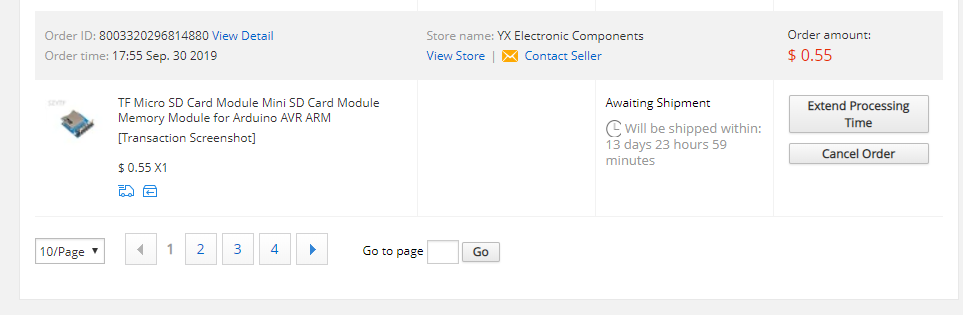 Order ID: 8003320296814880 View Detail
Store name: YX Electronic Components
Order amount:
Order time: 17:55 Sep. 30 2019
View Store | Contact Seller
$ 0.55
TF Micro SD Card Module Mini SD Card Module
Memory Module for Arduino AVR ARM
[Transaction Screenshot]
$ 0.55 X1
Awaiting Shipment
Will be shipped within:
13 days 23 hours 59
minutes
Extend Processing
Time
Cancel Order
10/Page ▼ 1 2 3 4 Go to page Go